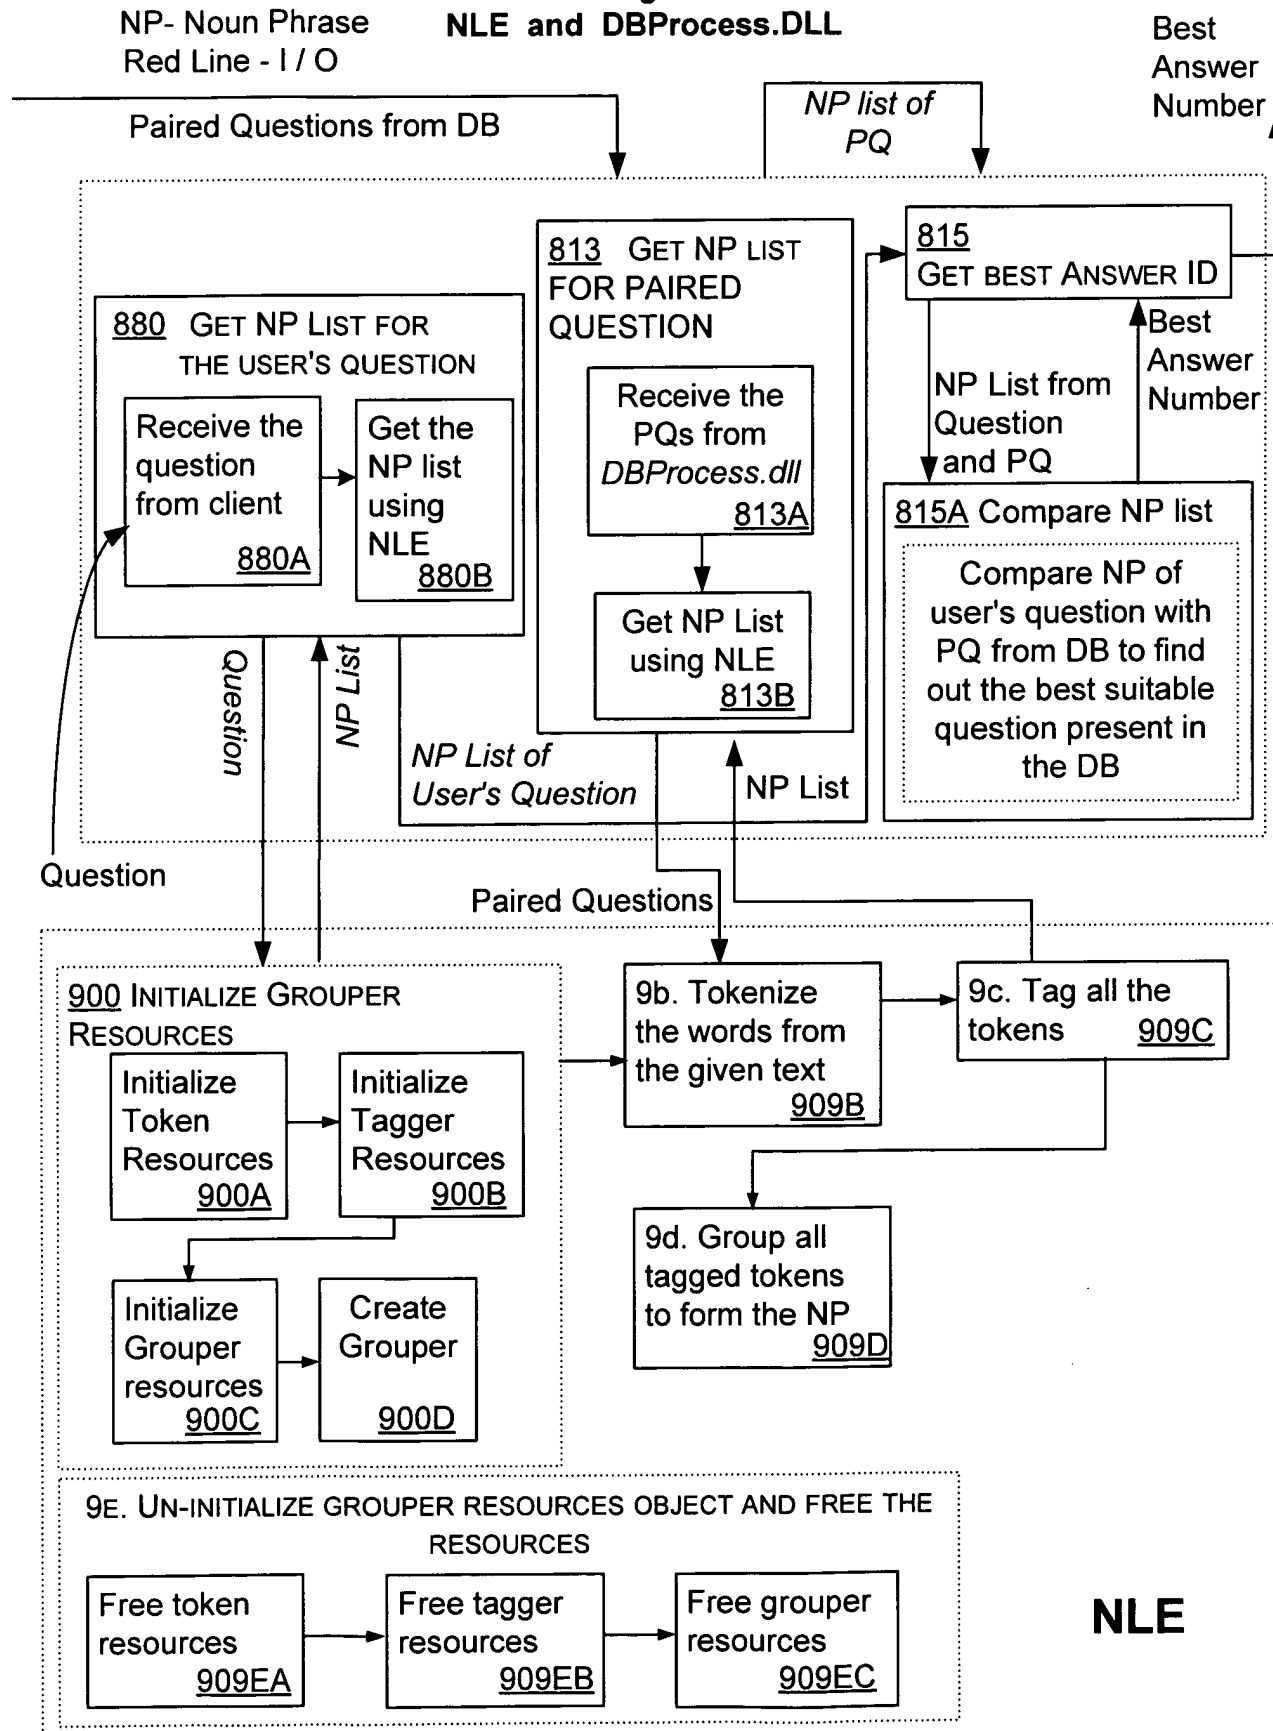 NP- Noun Phrase
Red Line - I / O
NLE and DBProcess.DLL
Best
Answer
Number
Paired Questions from DB
NP list of
PQ
880 GET NP LIST FOR
THE USER'S QUESTION
Receive the
question
from client
880A
Get the
NP list
using
NLE
880B
813 GET NP LIST
FOR PAIRED
QUESTION
Receive the
PQs from
DBProcess.dll
813A
Get NP List
using NLE
813B
815
GET BEST ANSWER ID
NP List from
Question
and PQ
Best
Answer
Number
815A Compare NP list
Compare NP of
user's question with
PQ from DB to find
out the best suitable
question present in
the DB
Question
NP List
NP List of
User's Question
NP List
Question
Paired Questions
900 INITIALIZE GROUPER
RESOURCES
Initialize
Token
Resources
900A
Initialize
Tagger
Resources
900B
Initialize
Grouper
resources
900C
Create
Grouper
900D
9b. Tokenize
the words from
the given text
909B
9c. Tag all the
tokens 909C
9d. Group all
tagged tokens
to form the NP
909D
9E. UN-INITIALIZE GROUPER RESOURCES OBJECT AND FREE THE
RESOURCES
Free token
resources
909EA
Free tagger
resources
909EB
Free grouper
resources
909EC
NLE